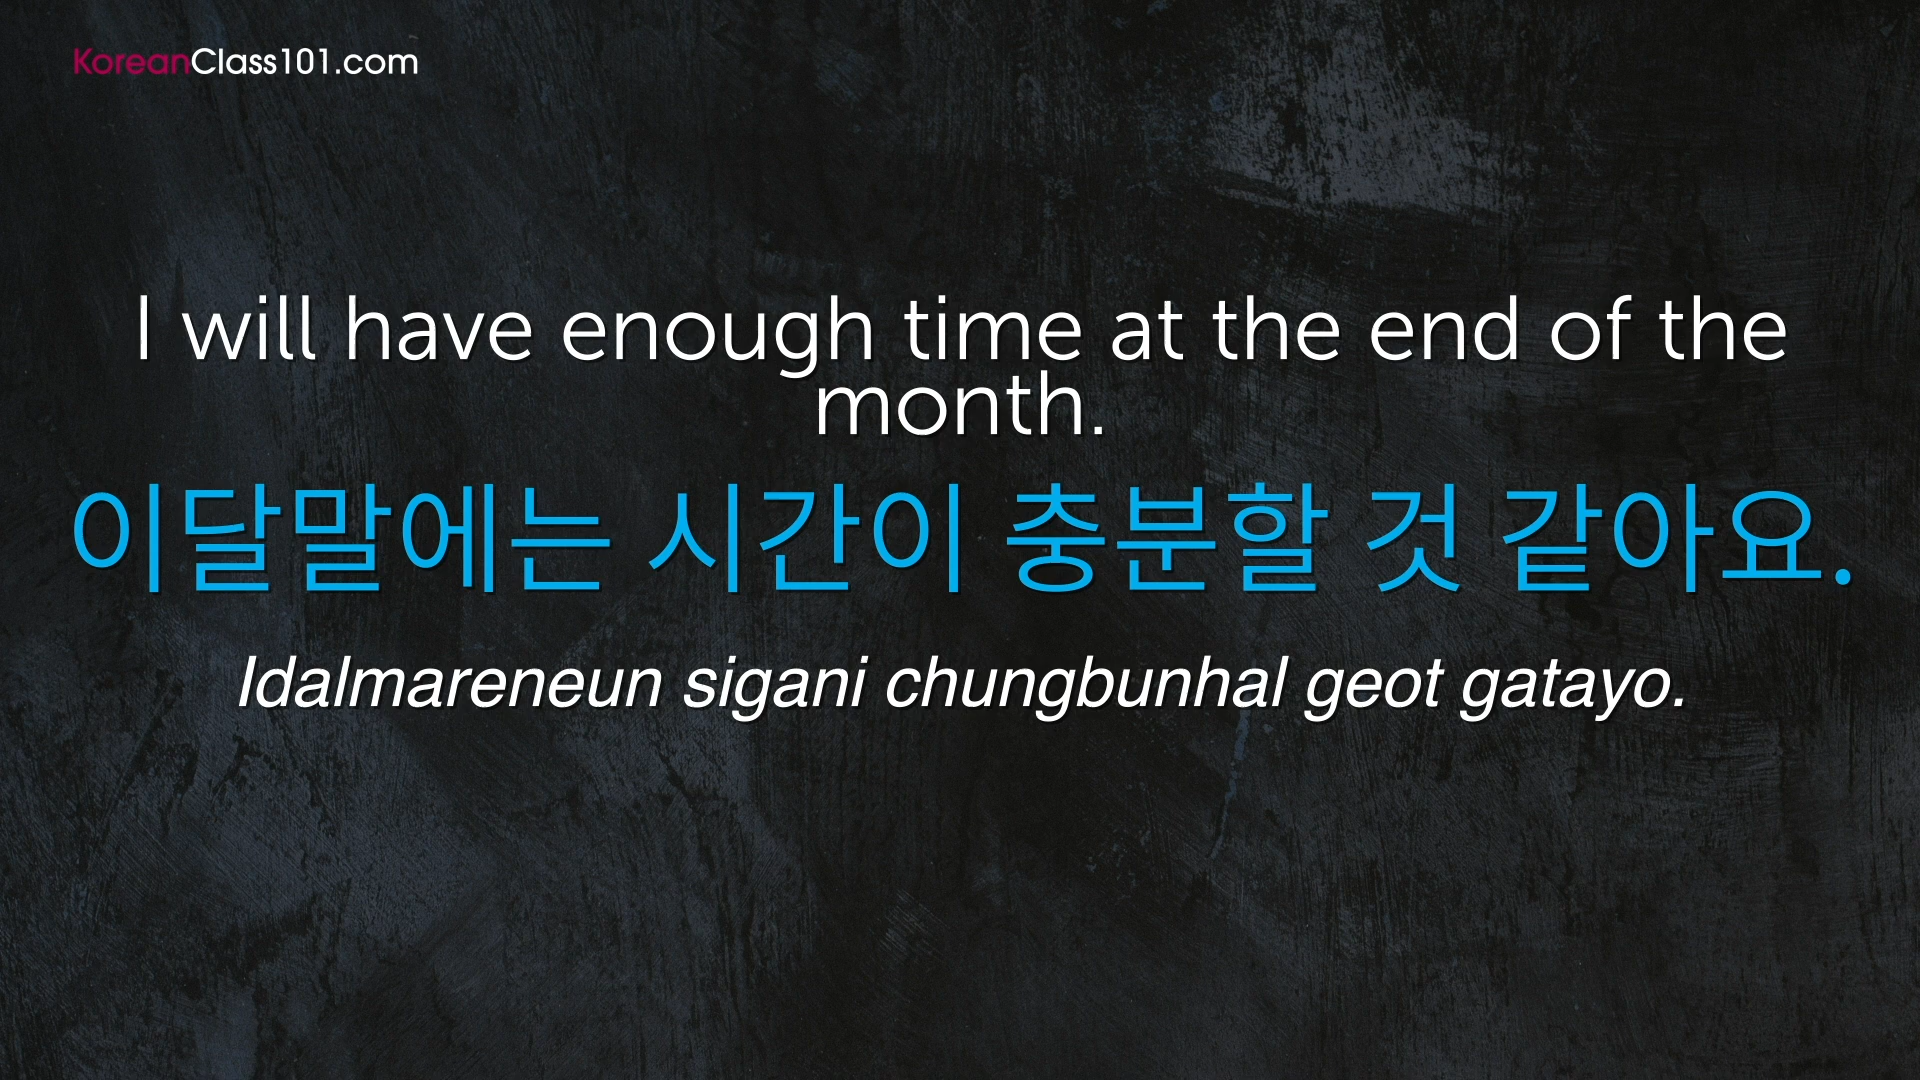 KoreanClass101.com
I will have enough time at the end of the
month.
이달말에는 시간이 충분할 것 같아요.
Idalmareneun sigani chungbunhal geot gatayo.